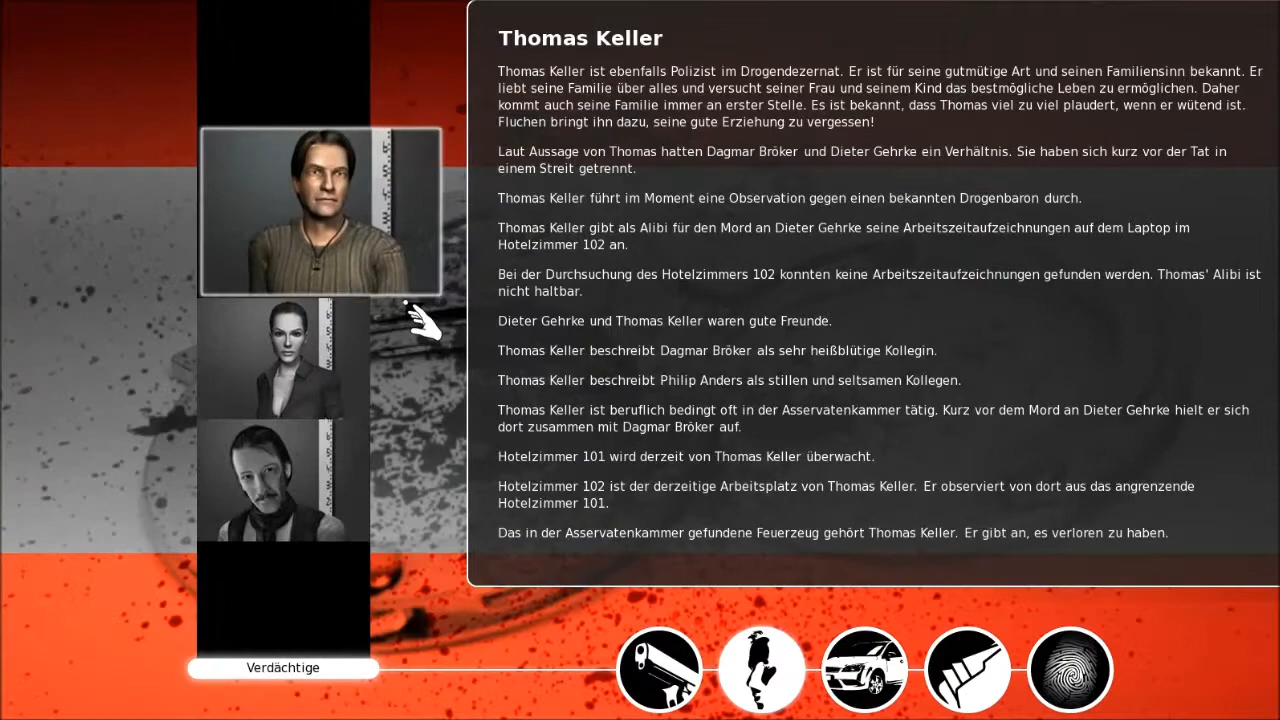 Thomas Keller
Thomas Keller ist ebenfalls Polizist im Drogendezernat. Er ist für seine gutmütige Art und seinen Familiensinn bekannt. Er
liebt seine Familie über alles und versucht seiner Frau und seinem Kind das bestmögliche Leben zu ermöglichen. Daher
kommt auch seine Familie immer an erster Stelle. Es ist bekannt, dass Thomas viel zu viel plaudert, wenn er wütend ist.
Fluchen bringt ihn dazu, seine gute Erziehung zu vergessen!
Laut Aussage von Thomas hatten Dagmar Bröker und Dieter Gehrke ein Verhältnis. Sie haben sich kurz vor der Tat in
einem Streit getrennt.
Thomas Keller führt im Moment eine Observation gegen einen bekannten Drogenbaron durch.
Thomas Keller gibt als Alibi für den Mord an Dieter Gehrke seine Arbeitszeitaufzeichnungen auf dem Laptop im
Hotelzimmer 102 an.
Bei der Durchsuchung des Hotelzimmers 102 konnten keine Arbeitszeitaufzeichnungen gefunden werden. Thomas' Alibi ist
nicht haltbar.
Dieter Gehrke und Thomas Keller waren gute Freunde.
Thomas Keller beschreibt Dagmar Bröker als sehr heißblütige Kollegin.
Thomas Keller beschreibt Philip Anders als stillen und seltsamen Kollegen.
Thomas Keller ist beruflich bedingt oft in der Asservatenkammer tätig. Kurz vor dem Mord an Dieter Gehrke hielt er sich
dort zusammen mit Dagmar Bröker auf.
Hotelzimmer 101 wird derzeit von Thomas Keller überwacht.
Hotelzimmer 102 ist der derzeitige Arbeitsplatz von Thomas Keller. Er observiert von dort aus das angrenzende
Hotelzimmer 101.
Das in der Asservatenkammer gefundene Feuerzeug gehört Thomas Keller. Er gibt an, es verloren zu haben.
Verdächtige